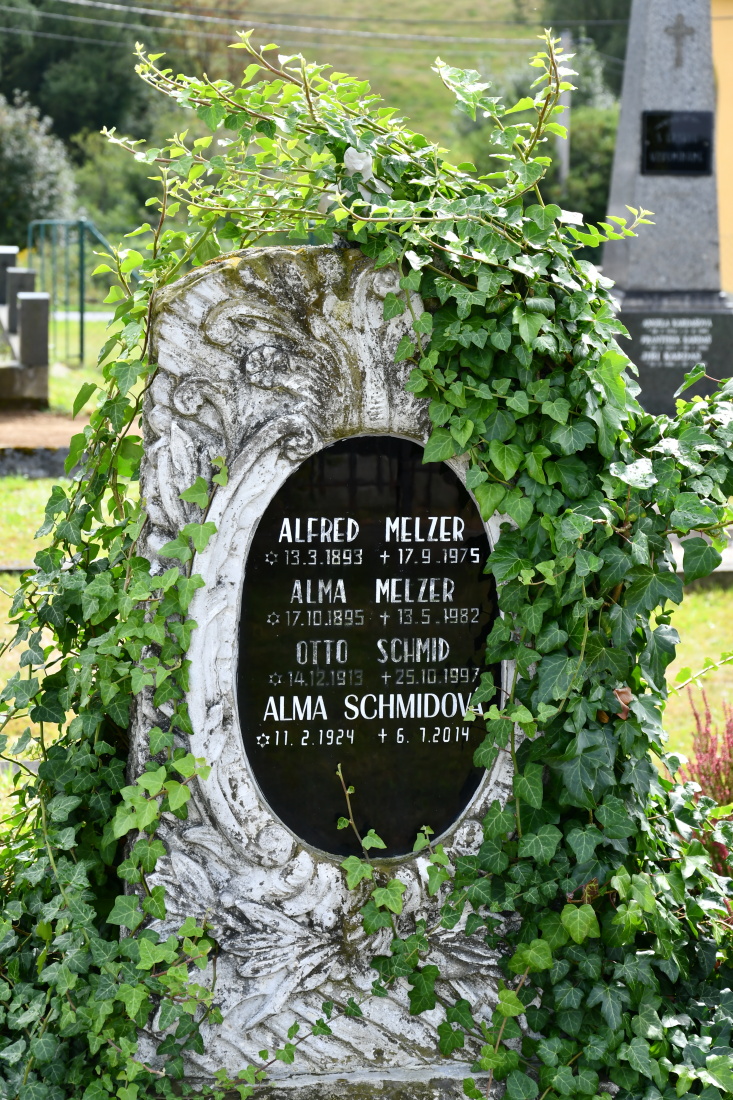 ALFRED MELZER
✡ 13.3.1893 + 17.9.1975
ALMA MELZER
✡ 17.10.1895 + 13.5.1982
OTTO SCHMID
✡ 14.12.1913 + 25.10.1997
ALMA SCHMIDOVA
✡ 11. 2.1924 + 6. 7.2014